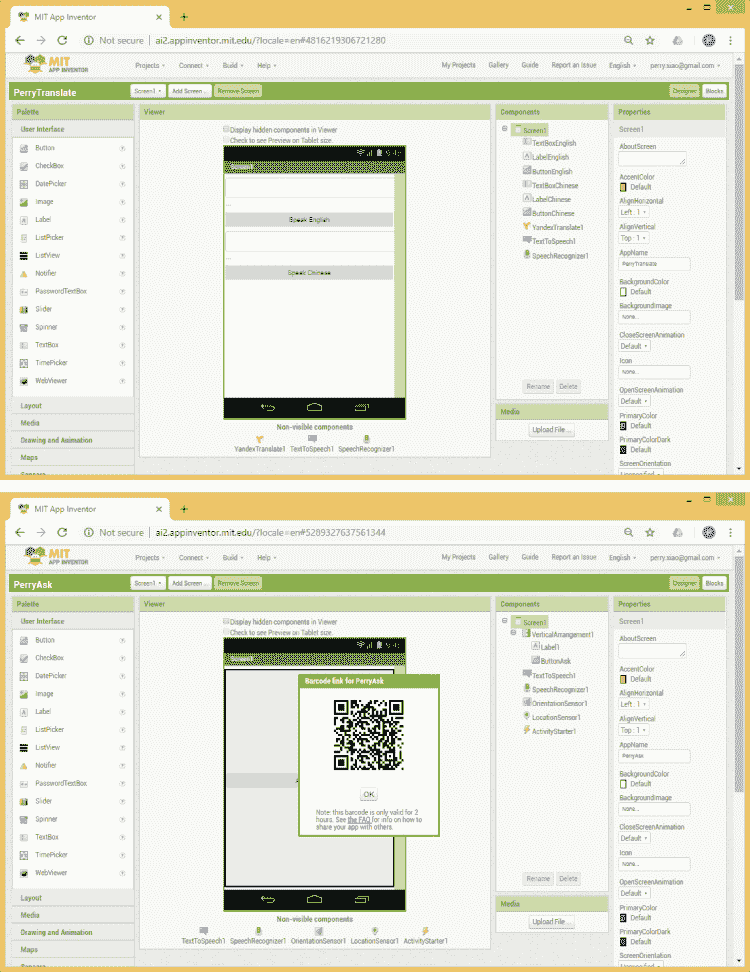 MIT App Inventor
Not secure | ai2.appinventor.mit.edu/?locale=en#4816219306721280
MIT APP INVENTOR Projects Connect Build Help My Projects Gallery Guide Report an Issue English perry.xiao@gmail.com
PerryTranslate Screen1 Add Screen ... Remove Screen Designer Blocks
Palette Viewer Components Properties
User Interface
Button
CheckBox
DatePicker
Image
Label
ListPicker
ListView
Notifier
PasswordTextBox
Slider
Spinner
TextBox
TimePicker
WebViewer
Layout
Media
Drawing and Animation
Maps
Sensors
Display hidden components in Viewer
Check to see Preview on Tablet size.
Speak English
Speak Chinese
Non-visible components
YandexTranslate1 TextToSpeech1 SpeechRecognizer1
Screen1
TextBoxEnglish
LabelEnglish
ButtonEnglish
TextBoxChinese
LabelChinese
ButtonChinese
YandexTranslate1
TextToSpeech1
SpeechRecognizer1
Rename Delete
Media
Upload File ...
Screen1
AboutScreen
AccentColor
Default
AlignHorizontal
Left : 1
AlignVertical
Top : 1
AppName
PerryTranslate
BackgroundColor
Default
BackgroundImage
None...
CloseScreenAnimation
Default
Icon
None...
OpenScreenAnimation
Default
PrimaryColor
Default
PrimaryColorDark
Default
ScreenOrientation
Unspecified
MIT App Inventor
Not secure | ai2.appinventor.mit.edu/?locale=en#5289327637561344
MIT APP INVENTOR Projects Connect Build Help My Projects Gallery Guide Report an Issue English perry.xiao@gmail.com
PerryAsk Screen1 Add Screen ... Remove Screen Designer Blocks
Palette Viewer Components Properties
User Interface
Button
CheckBox
DatePicker
Image
Label
ListPicker
ListView
Notifier
PasswordTextBox
Slider
Spinner
TextBox
TimePicker
WebViewer
Layout
Media
Drawing and Animation
Maps
Sensors
Display hidden components in Viewer
Check to see Preview on Tablet size.
Barcode link for PerryAsk
OK
Note: this barcode is only valid for 2
hours. See the FAQ for info on how to
share your app with others.
Non-visible components
TextToSpeech1 SpeechRecognizer1 OrientationSensor1 LocationSensor1 ActivityStarter1
Screen1
VerticalArrangement1
Label1
ButtonAsk
TextToSpeech1
SpeechRecognizer1
OrientationSensor1
LocationSensor1
ActivityStarter1
Rename Delete
Media
Upload File ...
Screen1
AboutScreen
AccentColor
Default
AlignHorizontal
Left : 1
AlignVertical
Top : 1
AppName
PerryAsk
BackgroundColor
Default
BackgroundImage
None...
CloseScreenAnimation
Default
Icon
None...
OpenScreenAnimation
Default
PrimaryColor
Default
PrimaryColorDark
Default
ScreenOrientation